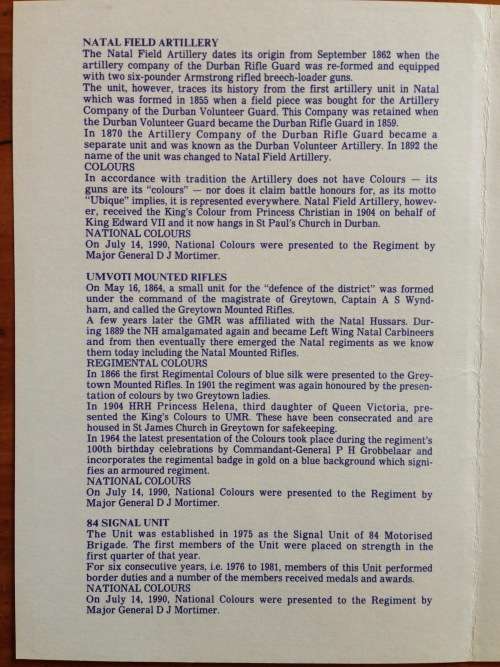 NATAL FIELD ARTILLERY
The Natal Field Artillery dates its origin from September 1862 when the
artillery company of the Durban Rifle Guard was re-formed and equipped
with two six-pounder Armstrong rifled breech-loader guns.
The unit, however, traces its history from the first artillery unit in Natal
which was formed in 1855 when a field piece was bought for the Artillery
Company of the Durban Volunteer Guard. This Company was retained when
the Durban Volunteer Guard became the Durban Rifle Guard in 1859.
In 1870 the Artillery Company of the Durban Rifle Guard became a
separate unit and was known as the Durban Volunteer Artillery. In 1892 the
name of the unit was changed to Natal Field Artillery.
COLOURS
In accordance with tradition the Artillery does not have Colours — its
guns are its "colours" — nor does it claim battle honours for, as its motto
"Ubique" implies, it is represented everywhere. Natal Field Artillery, howev-
er, received the King's Colour from Princess Christian in 1904 on behalf of
King Edward VII and it now hangs in St Paul's Church in Durban.
NATIONAL COLOURS
On July 14, 1990, National Colours were presented to the Regiment by
Major General D J Mortimer.
UMVOTI MOUNTED RIFLES
On May 16, 1864, a small unit for the "defence of the district" was formed
under the command of the magistrate of Greytown, Captain A S Wynd-
ham, and called the Greytown Mounted Rifles.
A few years later the GMR was affiliated with the Natal Hussars. Dur-
ing 1889 the NH amalgamated again and became Left Wing Natal Carbineers
and from then eventually there emerged the Natal regiments as we know
them today including the Natal Mounted Rifles.
REGIMENTAL COLOURS
In 1866 the first Regimental Colours of blue silk were presented to the Grey-
town Mounted Rifles. In 1901 the regiment was again honoured by the presen-
tation of colours by two Greytown ladies.
In 1904 HRH Princess Helena, third daughter of Queen Victoria, pre-
sented the King's Colours to UMR. These have been consecrated and are
housed in St James Church in Greytown for safekeeping.
In 1964 the latest presentation of the Colours took place during the regiment's
100th birthday celebrations by Commandant-General P H Grobbelaar and
incorporates the regimental badge in gold on a blue background which signi-
fies an armoured regiment.
NATIONAL COLOURS
On July 14, 1990, National Colours were presented to the Regiment by
Major General D J Mortimer.
84 SIGNAL UNIT
The Unit was established in 1975 as the Signal Unit of 84 Motorised
Brigade. The first members of the Unit were placed on strength in the
first quarter of that year.
For six consecutive years, i.e. 1976 to 1981, members of this Unit performed
border duties and a number of the members received medals and awards.
NATIONAL COLOURS
On July 14, 1990, National Colours were presented to the Regiment by
Major General D J Mortimer.